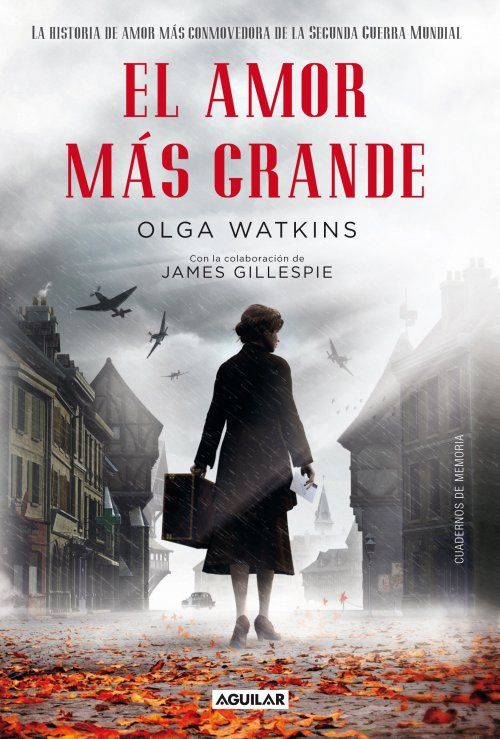 LA HISTORIA DE AMOR MÁS CONMOVEDORA DE LA SEGUNDA GUERRA MUNDIAL
EL AMOR
MÁS GRANDE
OLGA WATKINS
Con la colaboración de
JAMES GILLESPIE
CUADERNOS DE MEMORIA
AGUILAR